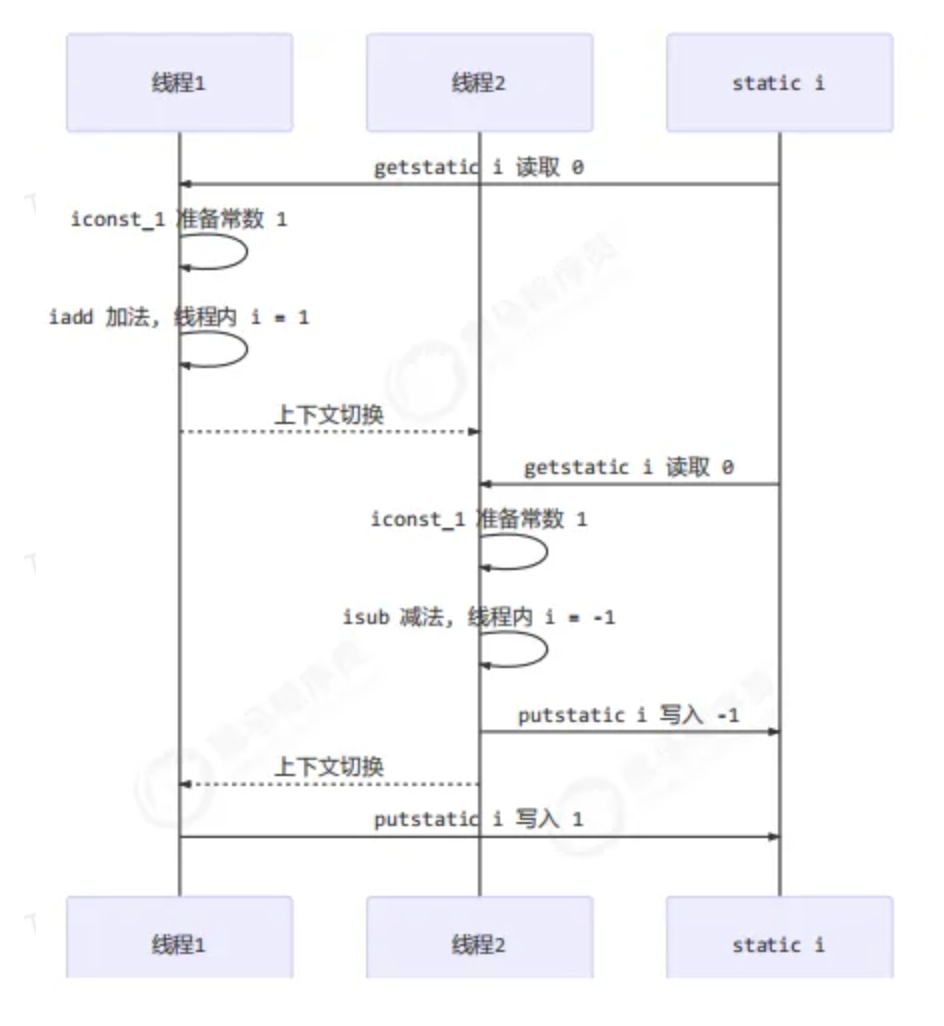 线程1
线程2
static i
getstatic i 读取 0
iconst_1 准备常数 1
iadd 加法, 线程内 i = 1
上下文切换
getstatic i 读取 0
iconst_1 准备常数 1
isub 减法, 线程内 i = -1
putstatic i 写入 -1
上下文切换
putstatic i 写入 1
线程1
线程2
static i